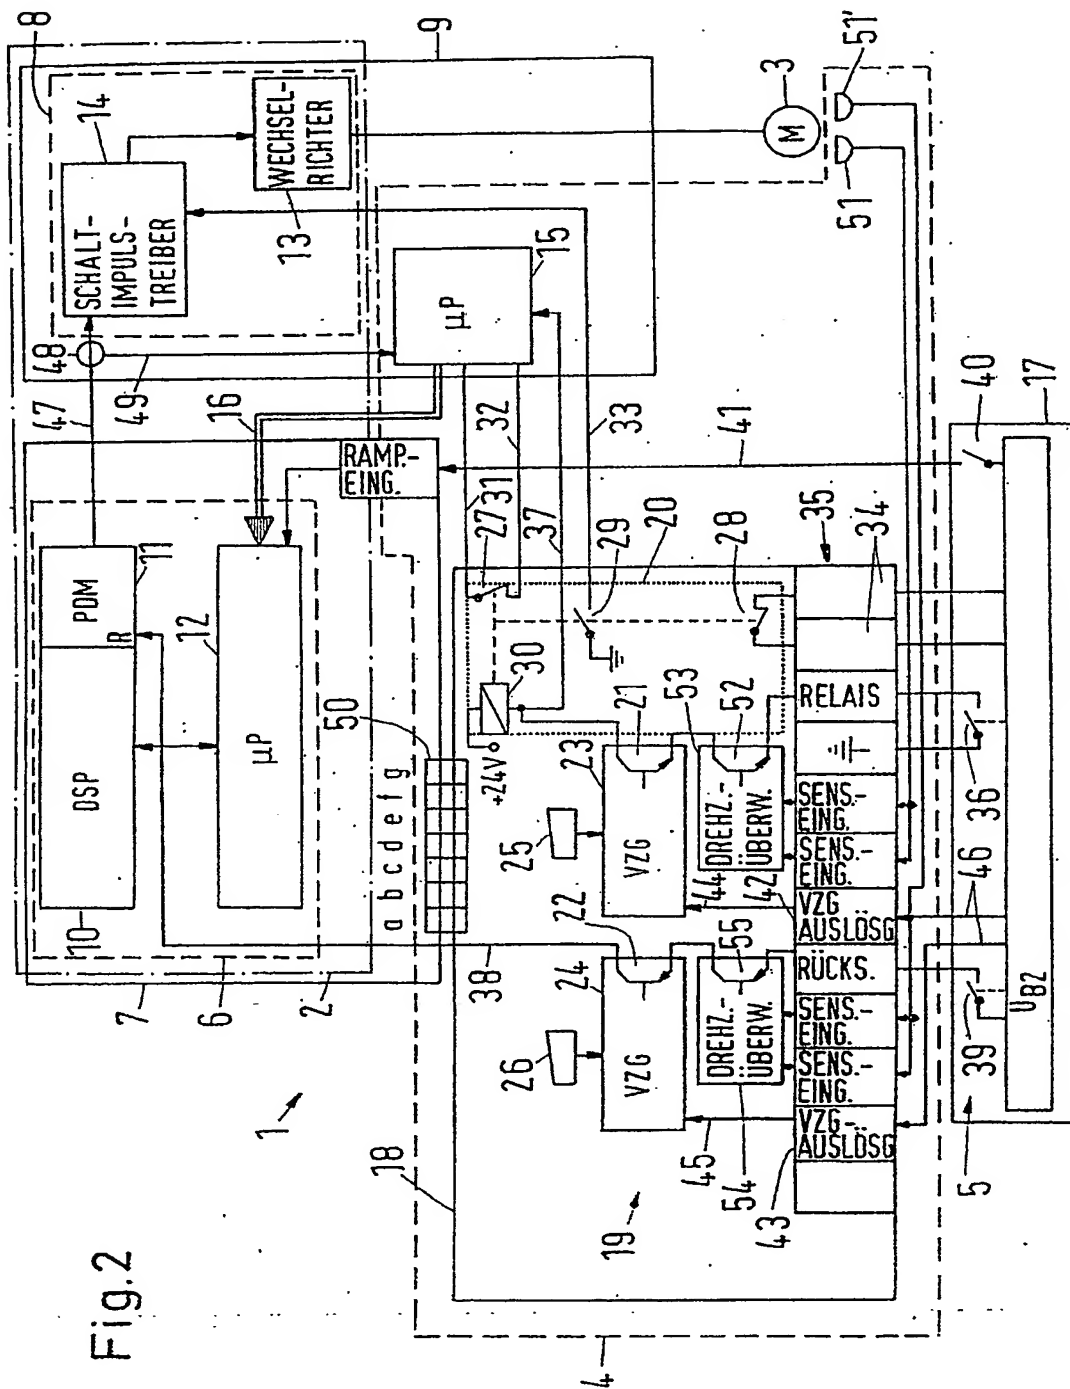 Fig.2
8
9
14
SCHALT-
IMPULS-
TREIBER
WECHSEL-
RICHTER
13
48
47
49
µP
15
16
M
3
51
51'
DSP
PDM
R
11
12
µP
10
RAMP.-
EING.
7
6
2
1
50
a b c d e f g
38
31
27
32
37
33
41
40
17
29
20
28
35
34
+24V
30
23
25
VZG
21
53
52
DREHZ.-
ÜBERW.
44
42
22
24
26
VZG
55
DREHZ.-
ÜBERW.
45
54
43
18
19
4
RELAIS
SENS.-
EING.
SENS.-
EING.
VZG
AUSLÖSG
RÜCKS.
SENS.-
EING.
SENS.-
EING.
VZG-
AUSLÖSG
36
46
39
5
UB2